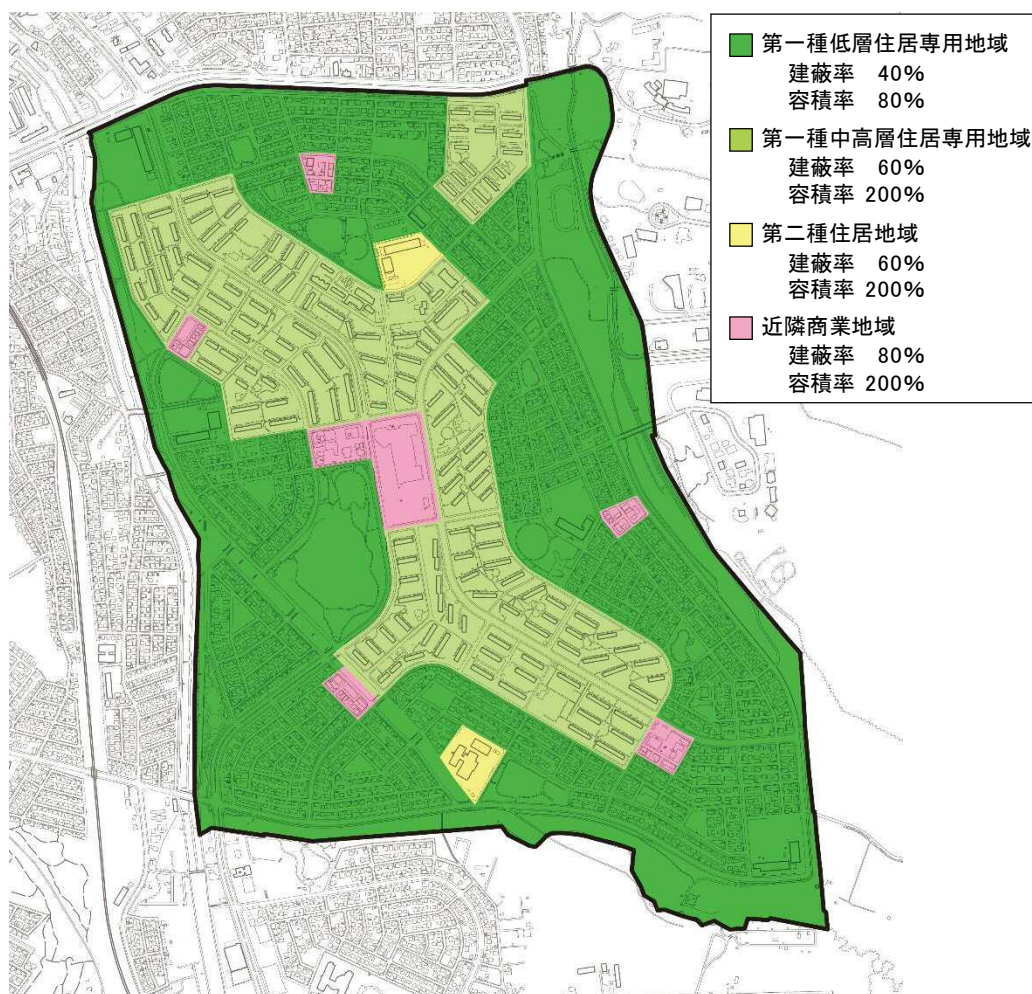 第一種低層住居専用地域
建蔽率 40%
容積率 80%
第一種中高層住居専用地域
建蔽率 60%
容積率 200%
第二種住居地域
建蔽率 60%
容積率 200%
近隣商業地域
建蔽率 80%
容積率 200%